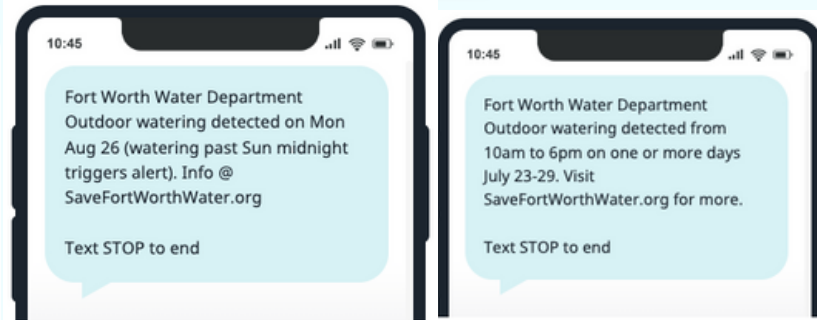 10:45
Fort Worth Water Department
Outdoor watering detected on Mon
Aug 26 (watering past Sun midnight
triggers alert). Info @
SaveFortWorthWater.org
Text STOP to end
10:45
Fort Worth Water Department
Outdoor watering detected from
10am to 6pm on one or more days
July 23-29. Visit
SaveFortWorthWater.org for more.
Text STOP to end